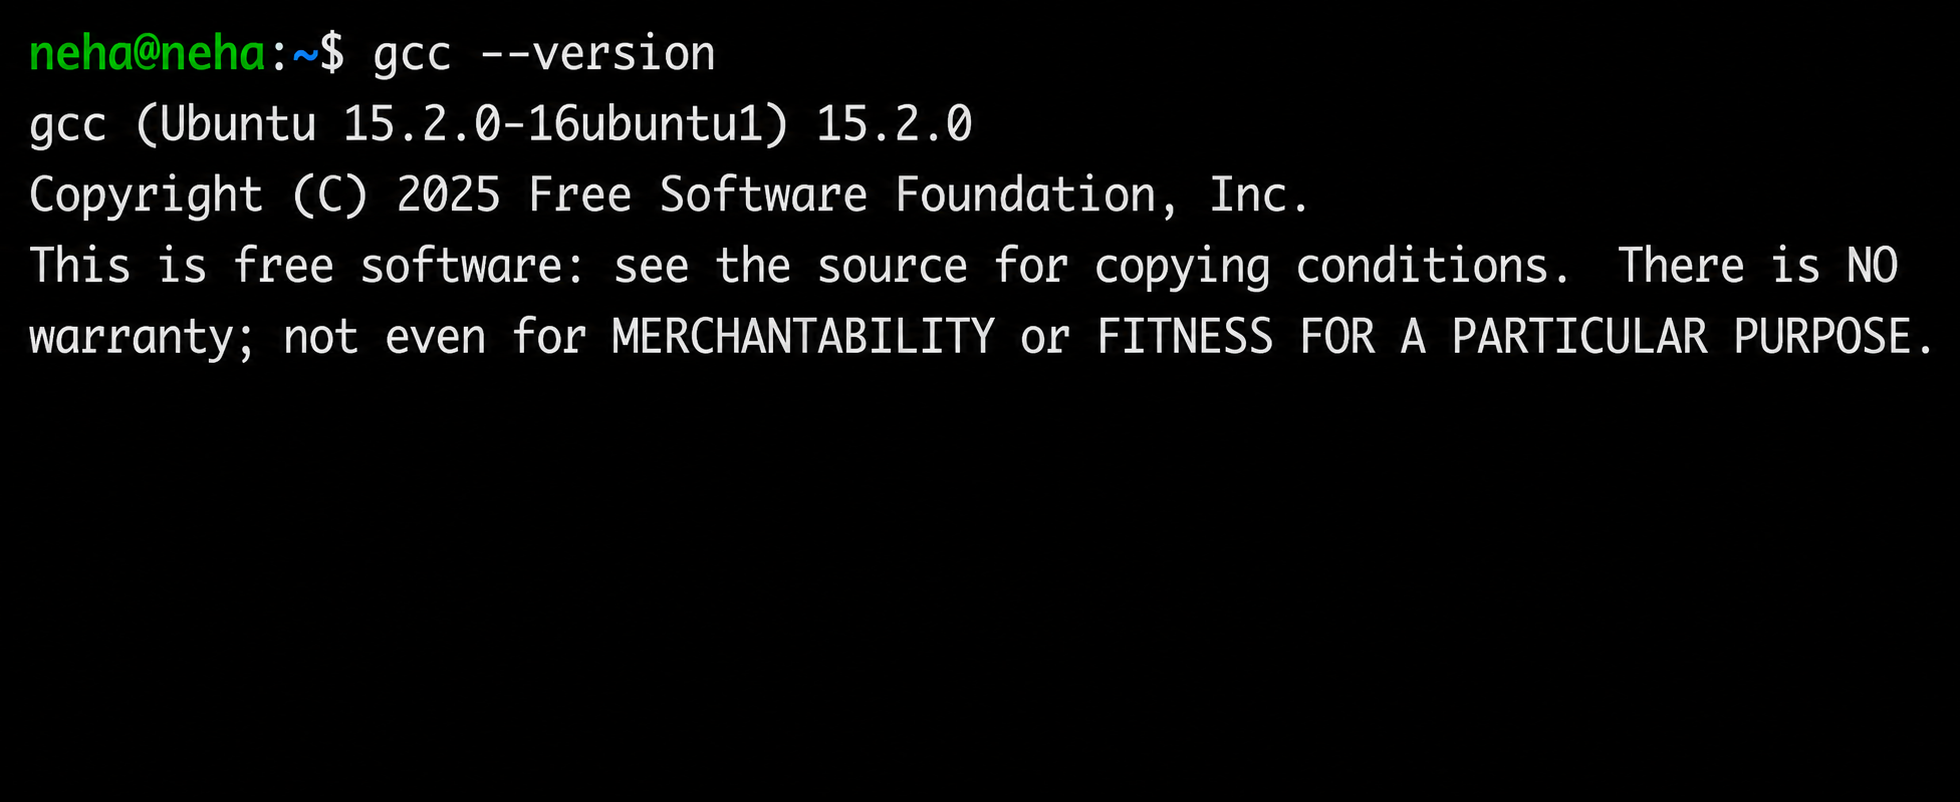 neha@neha:~$ gcc --version
gcc (Ubuntu 15.2.0-16ubuntu1) 15.2.0
Copyright (C) 2025 Free Software Foundation, Inc.
This is free software: see the source for copying conditions.  There is NO
warranty; not even for MERCHANTABILITY or FITNESS FOR A PARTICULAR PURPOSE.